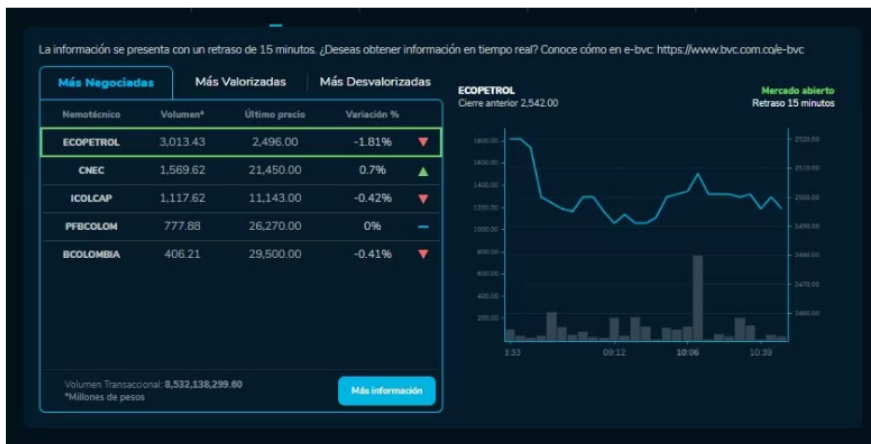 La información se presenta con un retraso de 15 minutos. ¿Deseas obtener información en tiempo real? Conoce cómo en e-bvc: https://www.bvc.com.co/e-bvc
Más Negociadas Más Valorizadas Más Desvalorizadas
Nemotécnico Volumen* Último precio Variación %
ECOPETROL 3,013.43 2,496.00 -1.81%
CNEC 1,569.62 21,450.00 0.7%
ICOLCAP 1,117.62 11,143.00 -0.42%
PFBCOLOM 777.88 26,270.00 0%
BCOLOMBIA 406.21 29,500.00 -0.41%
Volumen Transaccional: 8,532,138,299.60
*Millones de pesos
Más información
ECOPETROL Mercado abierto
Cierre anterior 2,542.00 Retraso 15 minutos
1800.00 2520.00
1600.00 2510.00
1400.00 2500.00
1200.00 2490.00
1000.00 2480.00
800.00 2470.00
600.00 2460.00
400.00
200.00
09:12 10:06 10:39